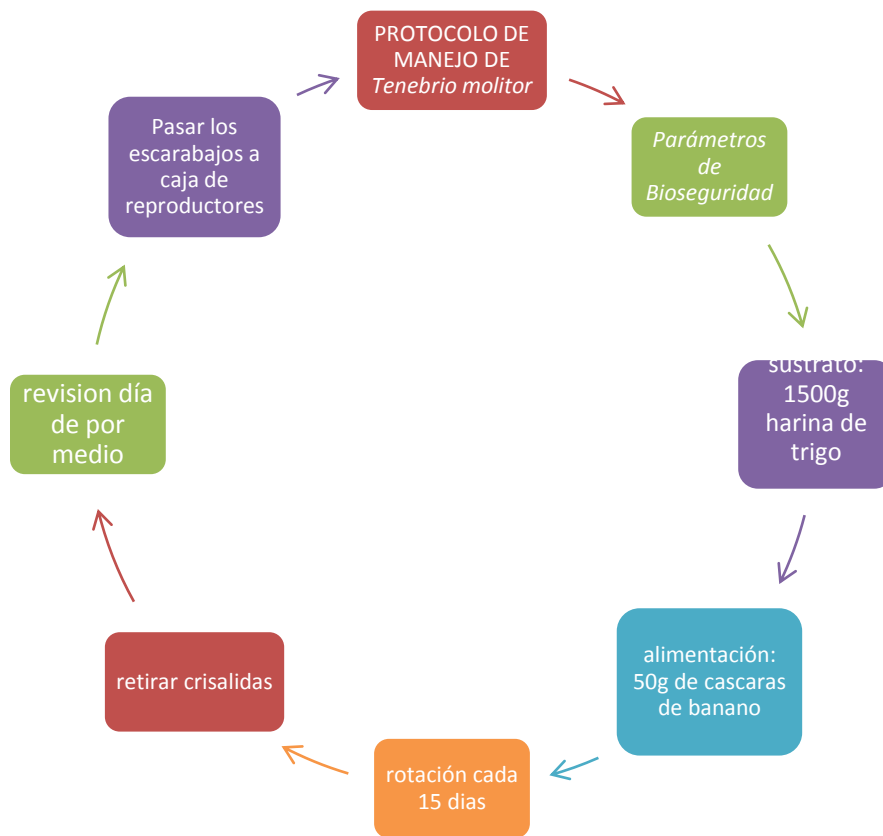 PROTOCOLO DE
MANEJO DE
Tenebrio molitor
Parámetros
de
Bioseguridad
sustrato:
1500g
harina de
trigo
alimentación:
50g de cascaras
de banano
rotación cada
15 dias
retirar crisalidas
revision día
de por
medio
Pasar los
escarabajos a
caja de
reproductores